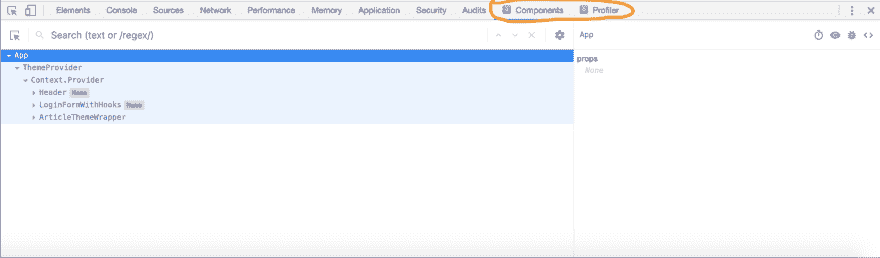 Elements Console Sources Network Performance Memory Application Security Audits Components Profiler
Search (text or /regex/) App
App props
ThemeProvider None
Context.Provider
Header Memo
LoginFormWithHooks Memo
ArticleThemeWrapper